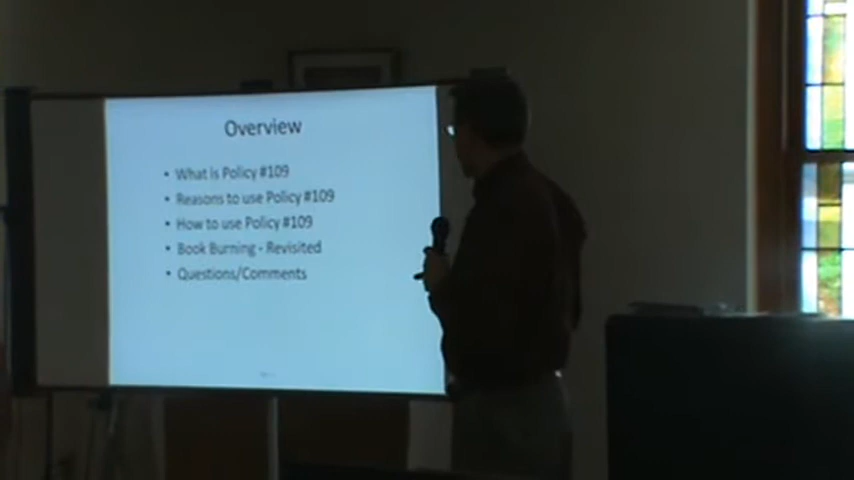 Overview
• What is Policy #109
• Reasons to use Policy #109
• How to use Policy #109
• Book Burning - Revisited
• Questions/Comments